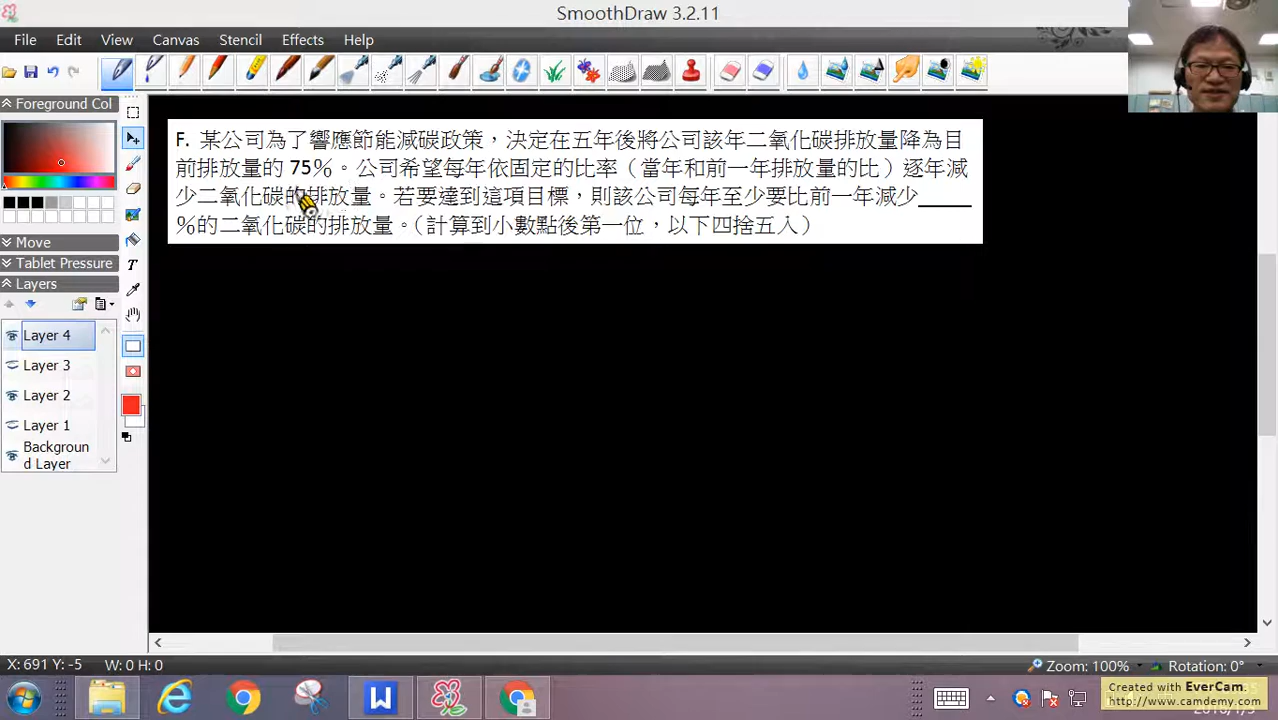 SmoothDraw 3.2.11
File Edit View Canvas Stencil Effects Help
Foreground Col
F. 某公司為了響應節能減碳政策，決定在五年後將公司該年二氧化碳排放量降為目
前排放量的 75%。公司希望每年依固定的比率（當年和前一年排放量的比）逐年減
少二氧化碳的排放量。若要達到這項目標，則該公司每年至少要比前一年減少_____
%的二氧化碳的排放量。（計算到小數點後第一位，以下四捨五入）
Move
Tablet Pressure
Layers
Layer 4
Layer 3
Layer 2
Layer 1
Backgroun
d Layer
X: 691 Y: -5 W: 0 H: 0 Zoom: 100% Rotation: 0°
Created with EverCam.
http://www.camdemy.com